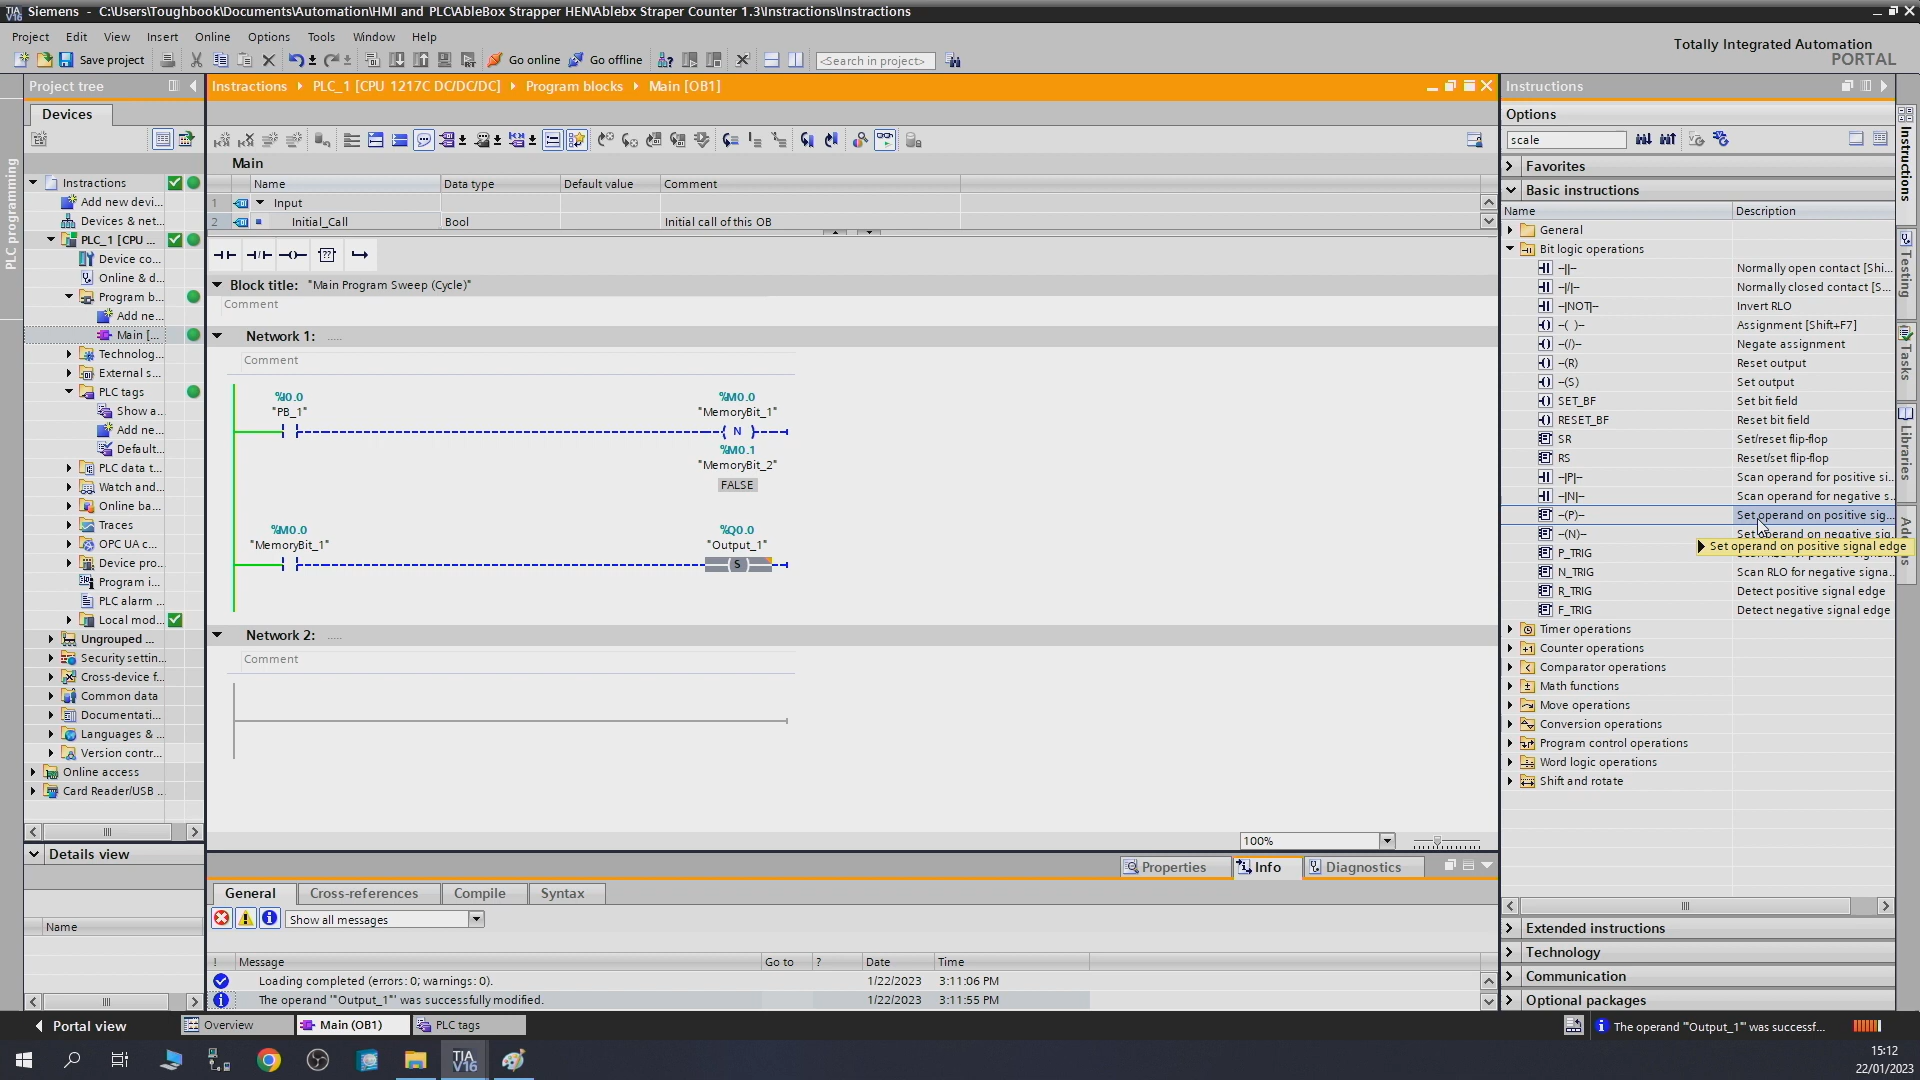 Siemens - C:\Users\Toughbook\Documents\Automation\HMI and PLC\AbleBox Strapper HEN\Ablebx Straper Counter 1.3\Instractions\Instractions
Project Edit View Insert Online Options Tools Window Help
Totally Integrated Automation
PORTAL
Save project
Go online
Go offline
<Search in project>
Project tree
Instractions ▸ PLC_1 [CPU 1217C DC/DC/DC] ▸ Program blocks ▸ Main [OB1]
Devices
PLC programming
Instractions
Add new devi...
Devices & net...
PLC_1 [CPU ...
Device co...
Online & d...
Program b...
Add ne...
Main [...
Technolog...
External s...
PLC tags
Show a...
Add ne...
Default...
PLC data t...
Watch and...
Online ba...
Traces
OPC UA c...
Device pro...
Program i...
PLC alarm ...
Local mod...
Ungrouped ...
Security settin...
Cross-device f...
Common data
Documentati...
Languages & ...
Version contr...
Online access
Card Reader/USB ...
Details view
Name
Main
Name Data type Default value Comment
1 Input
2 Initial_Call Bool Initial call of this OB
??
Block title: "Main Program Sweep (Cycle)"
Comment
Network 1: .....
Comment
%I0.0
"PB_1"
%M0.0
"MemoryBit_1"
N
%M0.1
"MemoryBit_2"
FALSE
%M0.0
"MemoryBit_1"
%Q0.0
"Output_1"
S
Network 2: .....
Comment
100%
Properties
Info
Diagnostics
General
Cross-references
Compile
Syntax
Show all messages
! Message Go to ? Date Time
Loading completed (errors: 0; warnings: 0). 1/22/2023 3:11:06 PM
The operand '"Output_1"' was successfully modified. 1/22/2023 3:11:55 PM
Instructions
Options
scale
Favorites
Basic instructions
Name Description
General
Bit logic operations
-||- Normally open contact [Shi...
-|/|- Normally closed contact [S...
-|NOT|- Invert RLO
-( )- Assignment [Shift+F7]
-(/)- Negate assignment
-(R) Reset output
-(S) Set output
SET_BF Set bit field
RESET_BF Reset bit field
SR Set/reset flip-flop
RS Reset/set flip-flop
-|P|- Scan operand for positive si...
-|N|- Scan operand for negative s...
-(P)- Set operand on positive sig...
-(N)- Set operand on negative sig...
Set operand on positive signal edge
P_TRIG
N_TRIG Scan RLO for negative signa...
R_TRIG Detect positive signal edge
F_TRIG Detect negative signal edge
Timer operations
Counter operations
Comparator operations
Math functions
Move operations
Conversion operations
Program control operations
Word logic operations
Shift and rotate
Extended instructions
Technology
Communication
Optional packages
Instructions
Testing
Tasks
Libraries
Portal view
Overview
Main (OB1)
PLC tags
The operand '"Output_1"' was successf...
TIA
V16
15:12
22/01/2023